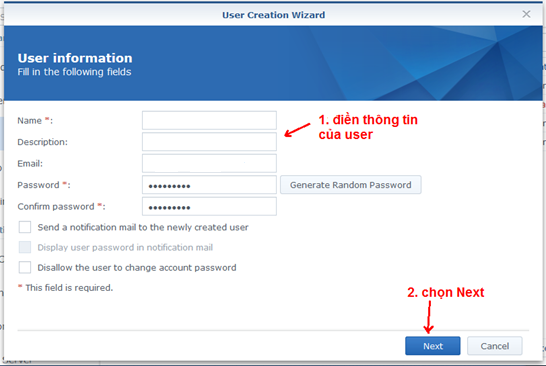 User Creation Wizard
User information
Fill in the following fields
Name *:
1. điền thông tin
của user
Description:
Email:
Password *: ●●●●●●●●● Generate Random Password
Confirm password *: ●●●●●●●●●
Send a notification mail to the newly created user
Display user password in notification mail
Disallow the user to change account password
* This field is required.
2. chọn Next
Next Cancel